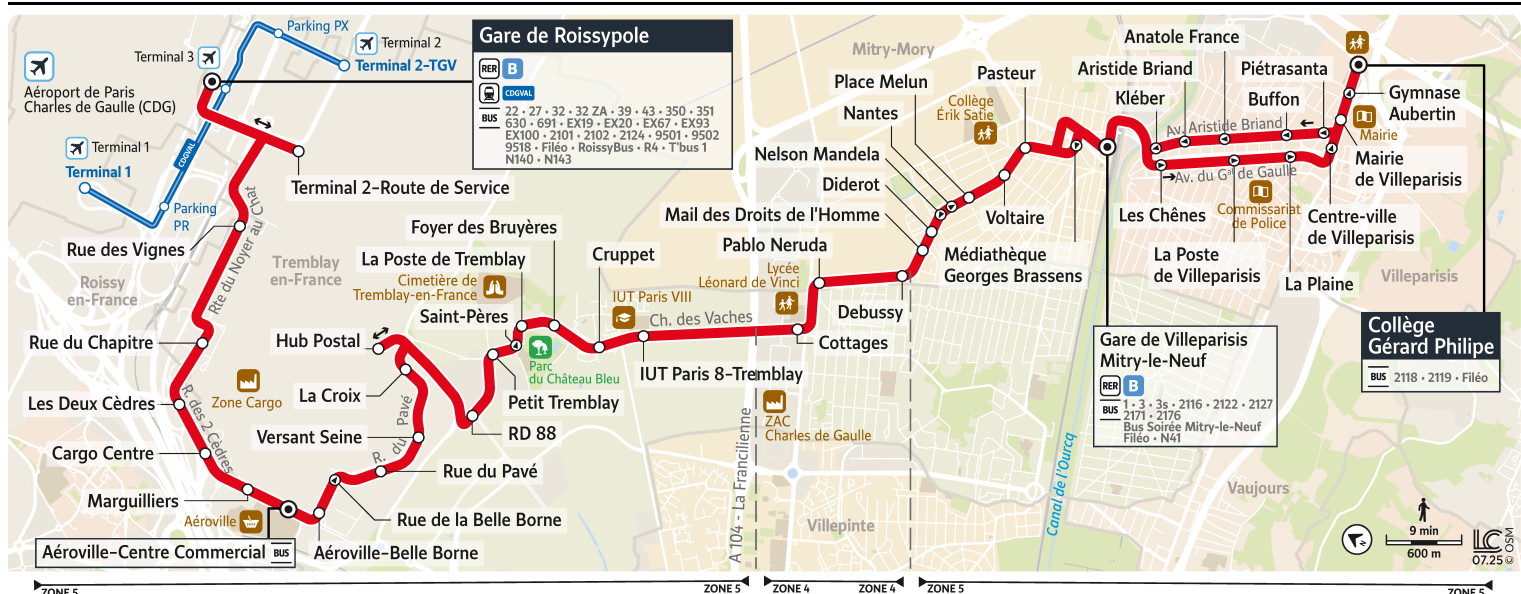 Parking PX
Terminal 3
Terminal 2
Terminal 2–TGV
Aéroport de Paris
Charles de Gaulle (CDG)
Terminal 1
Terminal 1
CDGVAL
Parking
PR
Gare de Roissypole
RER B
CDGVAL
BUS
22 • 27 • 32 • 32 ZA • 39 • 43 • 350 • 351
630 • 691 • EX19 • EX20 • EX67 • EX93
EX100 • 2101 • 2102 • 2124 • 9501 • 9502
9518 • Filéo • RoissyBus • R4 • T'bus 1
N140 • N143
Terminal 2–Route de Service
Rue des Vignes
Rte du Noyer au Chat
Roissy
en-France
Tremblay
en-France
Rue du Chapitre
Les Deux Cèdres
R. des 2 Cèdres
Cargo Centre
Marguilliers
Zone Cargo
Aéroville
Aéroville–Centre Commercial BUS
Aéroville–Belle Borne
Rue de la Belle Borne
Rue du Pavé
R. du Pavé
Versant Seine
La Croix
Hub Postal
RD 88
Petit Tremblay
Saint-Pères
Cimetière de
Tremblay-en-France
La Poste de Tremblay
Foyer des Bruyères
Parc
du Château Bleu
Cruppet
IUT Paris VIII
Ch. des Vaches
IUT Paris 8–Tremblay
Cottages
Lycée
Léonard de Vinci
Pablo Neruda
Debussy
ZAC
Charles de Gaulle
A 104 - La Francilienne
Villepinte
Mail des Droits de l'Homme
Diderot
Nelson Mandela
Nantes
Place Melun
Mitry-Mory
Collège
Érik Satie
Pasteur
Voltaire
Médiathèque
Georges Brassens
Canal de l'Ourcq
Gare de Villeparisis
Mitry-le-Neuf
RER B
BUS
1 • 3 • 3s • 2116 • 2122 • 2127
2171 • 2176
Bus Soirée Mitry-le-Neuf
Filéo • N41
Kléber
Aristide Briand
Anatole France
Buffon
Piétrasanta
Av. Aristide Briand
Av. du Gal de Gaulle
Les Chênes
La Poste
de Villeparisis
Commissariat
de Police
La Plaine
Centre-ville
de Villeparisis
Mairie
de Villeparisis
Mairie
Gymnase
Aubertin
Villeparisis
Vaujours
Collège
Gérard Philipe
BUS 2118 • 2119 • Filéo
9 min
600 m
LC
07.25
© OSM
ZONE 5
ZONE 5
ZONE 4
ZONE 4
ZONE 5
ZONE 5